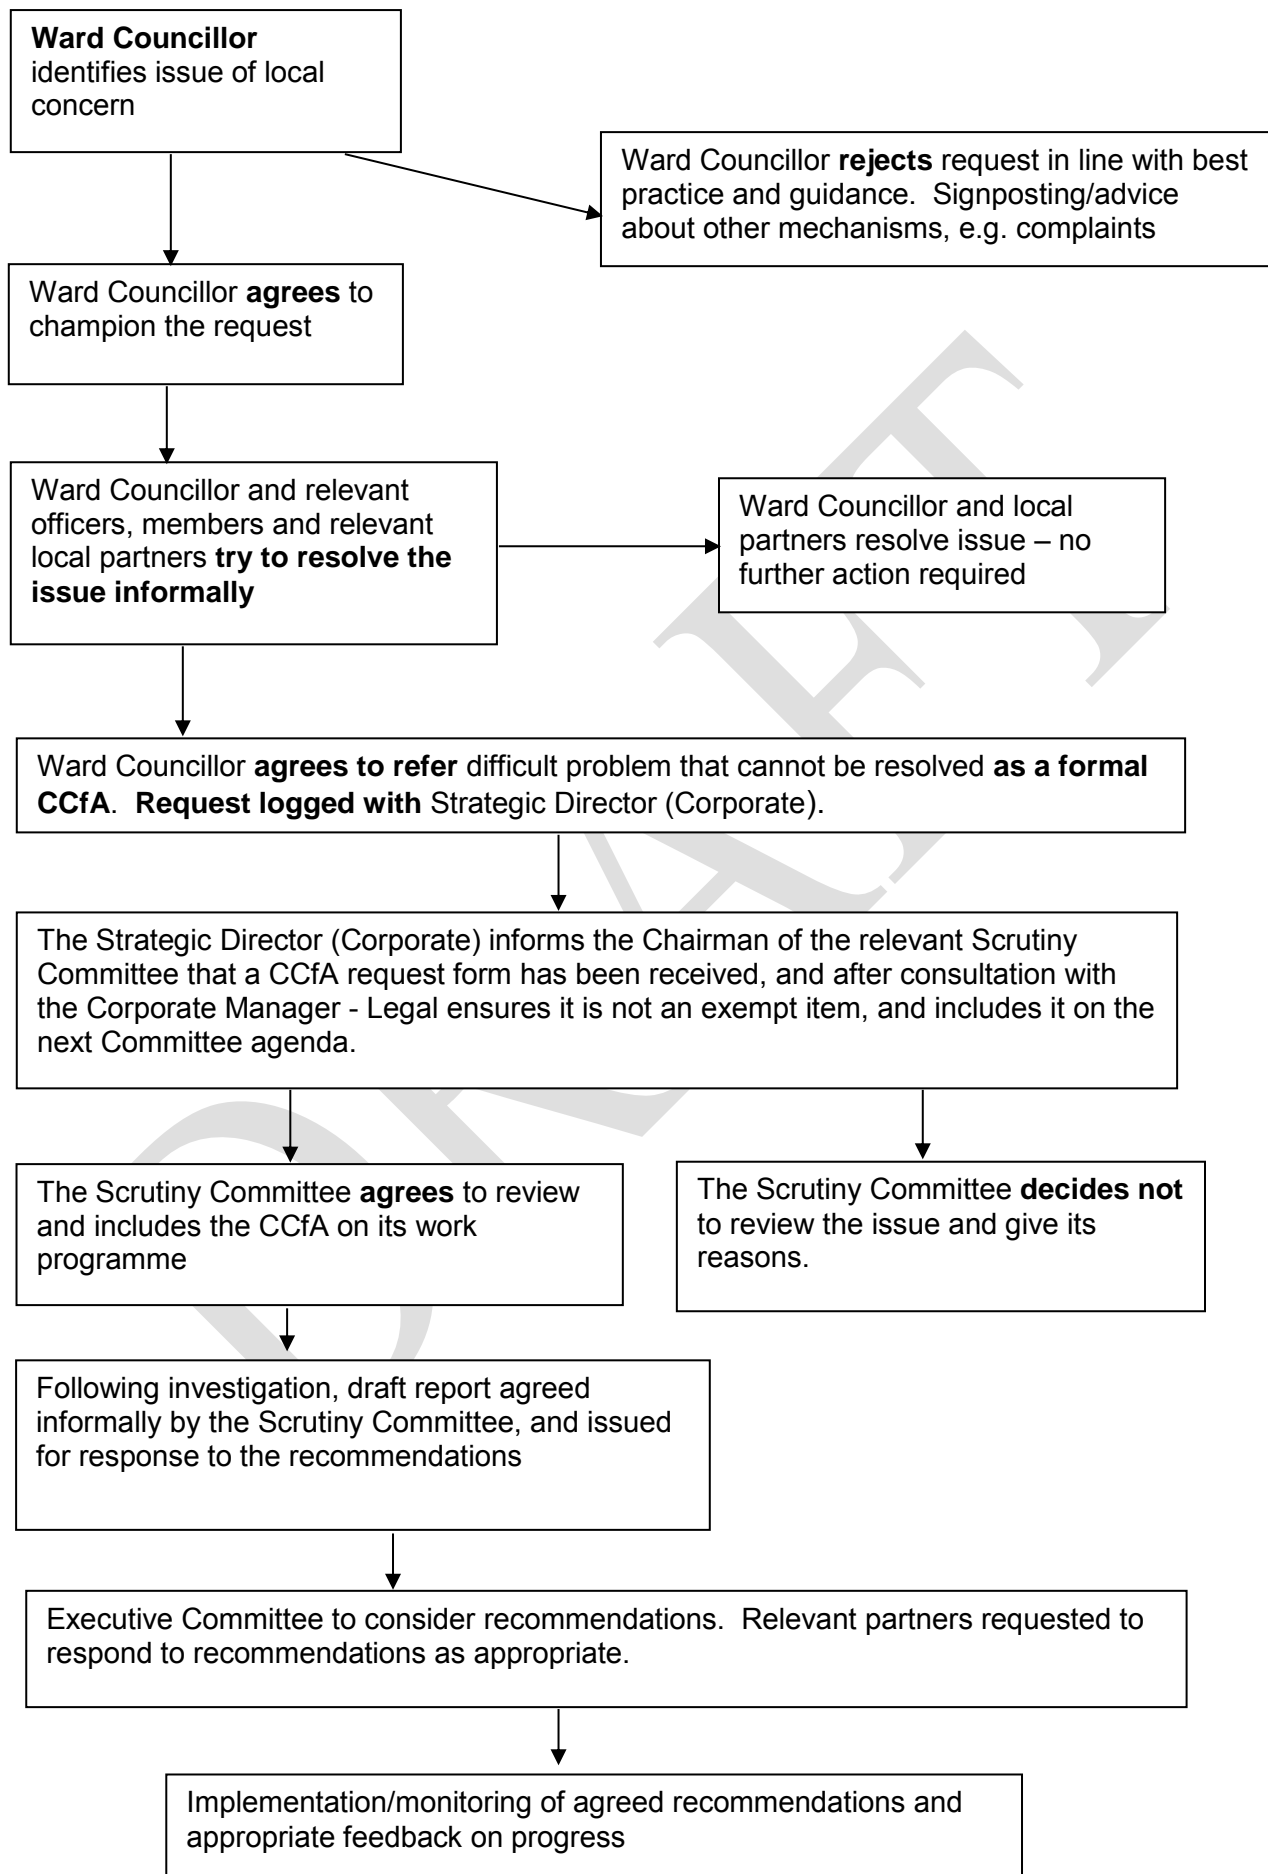 Ward Councillor
identifies issue of local
concern
Ward Councillor rejects request in line with best
practice and guidance.  Signposting/advice
about other mechanisms, e.g. complaints
Ward Councillor agrees to
champion the request
Ward Councillor and relevant
officers, members and relevant
local partners try to resolve the
issue informally
Ward Councillor and local
partners resolve issue – no
further action required
Ward Councillor agrees to refer difficult problem that cannot be resolved as a formal
CCfA.  Request logged with Strategic Director (Corporate).
The Strategic Director (Corporate) informs the Chairman of the relevant Scrutiny
Committee that a CCfA request form has been received, and after consultation with
the Corporate Manager - Legal ensures it is not an exempt item, and includes it on the
next Committee agenda.
The Scrutiny Committee agrees to review
and includes the CCfA on its work
programme
The Scrutiny Committee decides not
to review the issue and give its
reasons.
Following investigation, draft report agreed
informally by the Scrutiny Committee, and issued
for response to the recommendations
Executive Committee to consider recommendations.  Relevant partners requested to
respond to recommendations as appropriate.
Implementation/monitoring of agreed recommendations and
appropriate feedback on progress
DRAFT